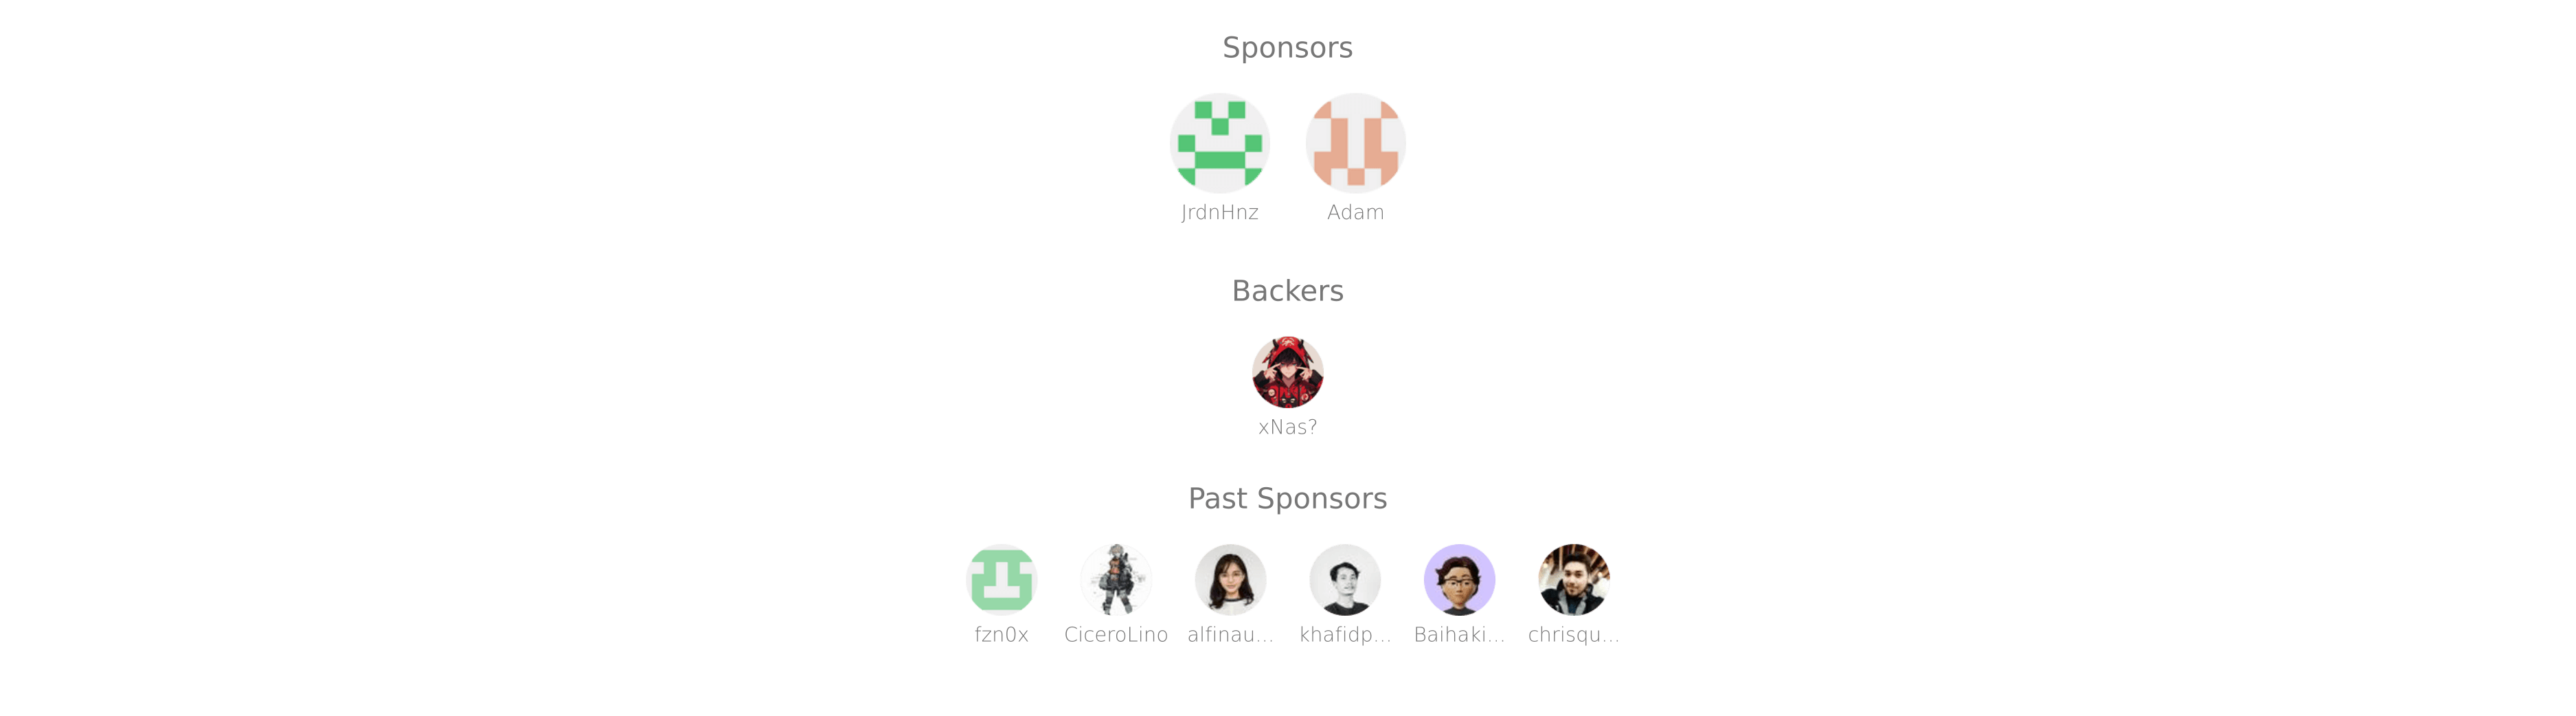 Sponsors
JrdnHnz Adam
Backers
xNas?
Past Sponsors
fzn0x CiceroLino alfinau... khafidp... Baihaki... chrisqu...